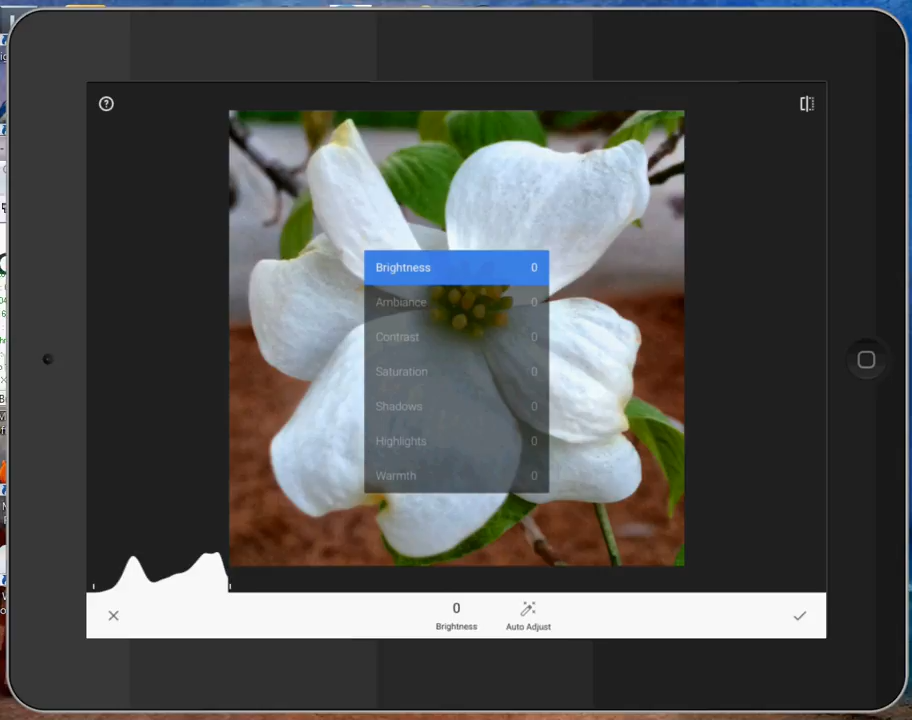 ?
Brightness 0
Ambiance 0
Contrast 0
Saturation 0
Shadows 0
Highlights 0
Warmth 0
0
Brightness
Auto Adjust